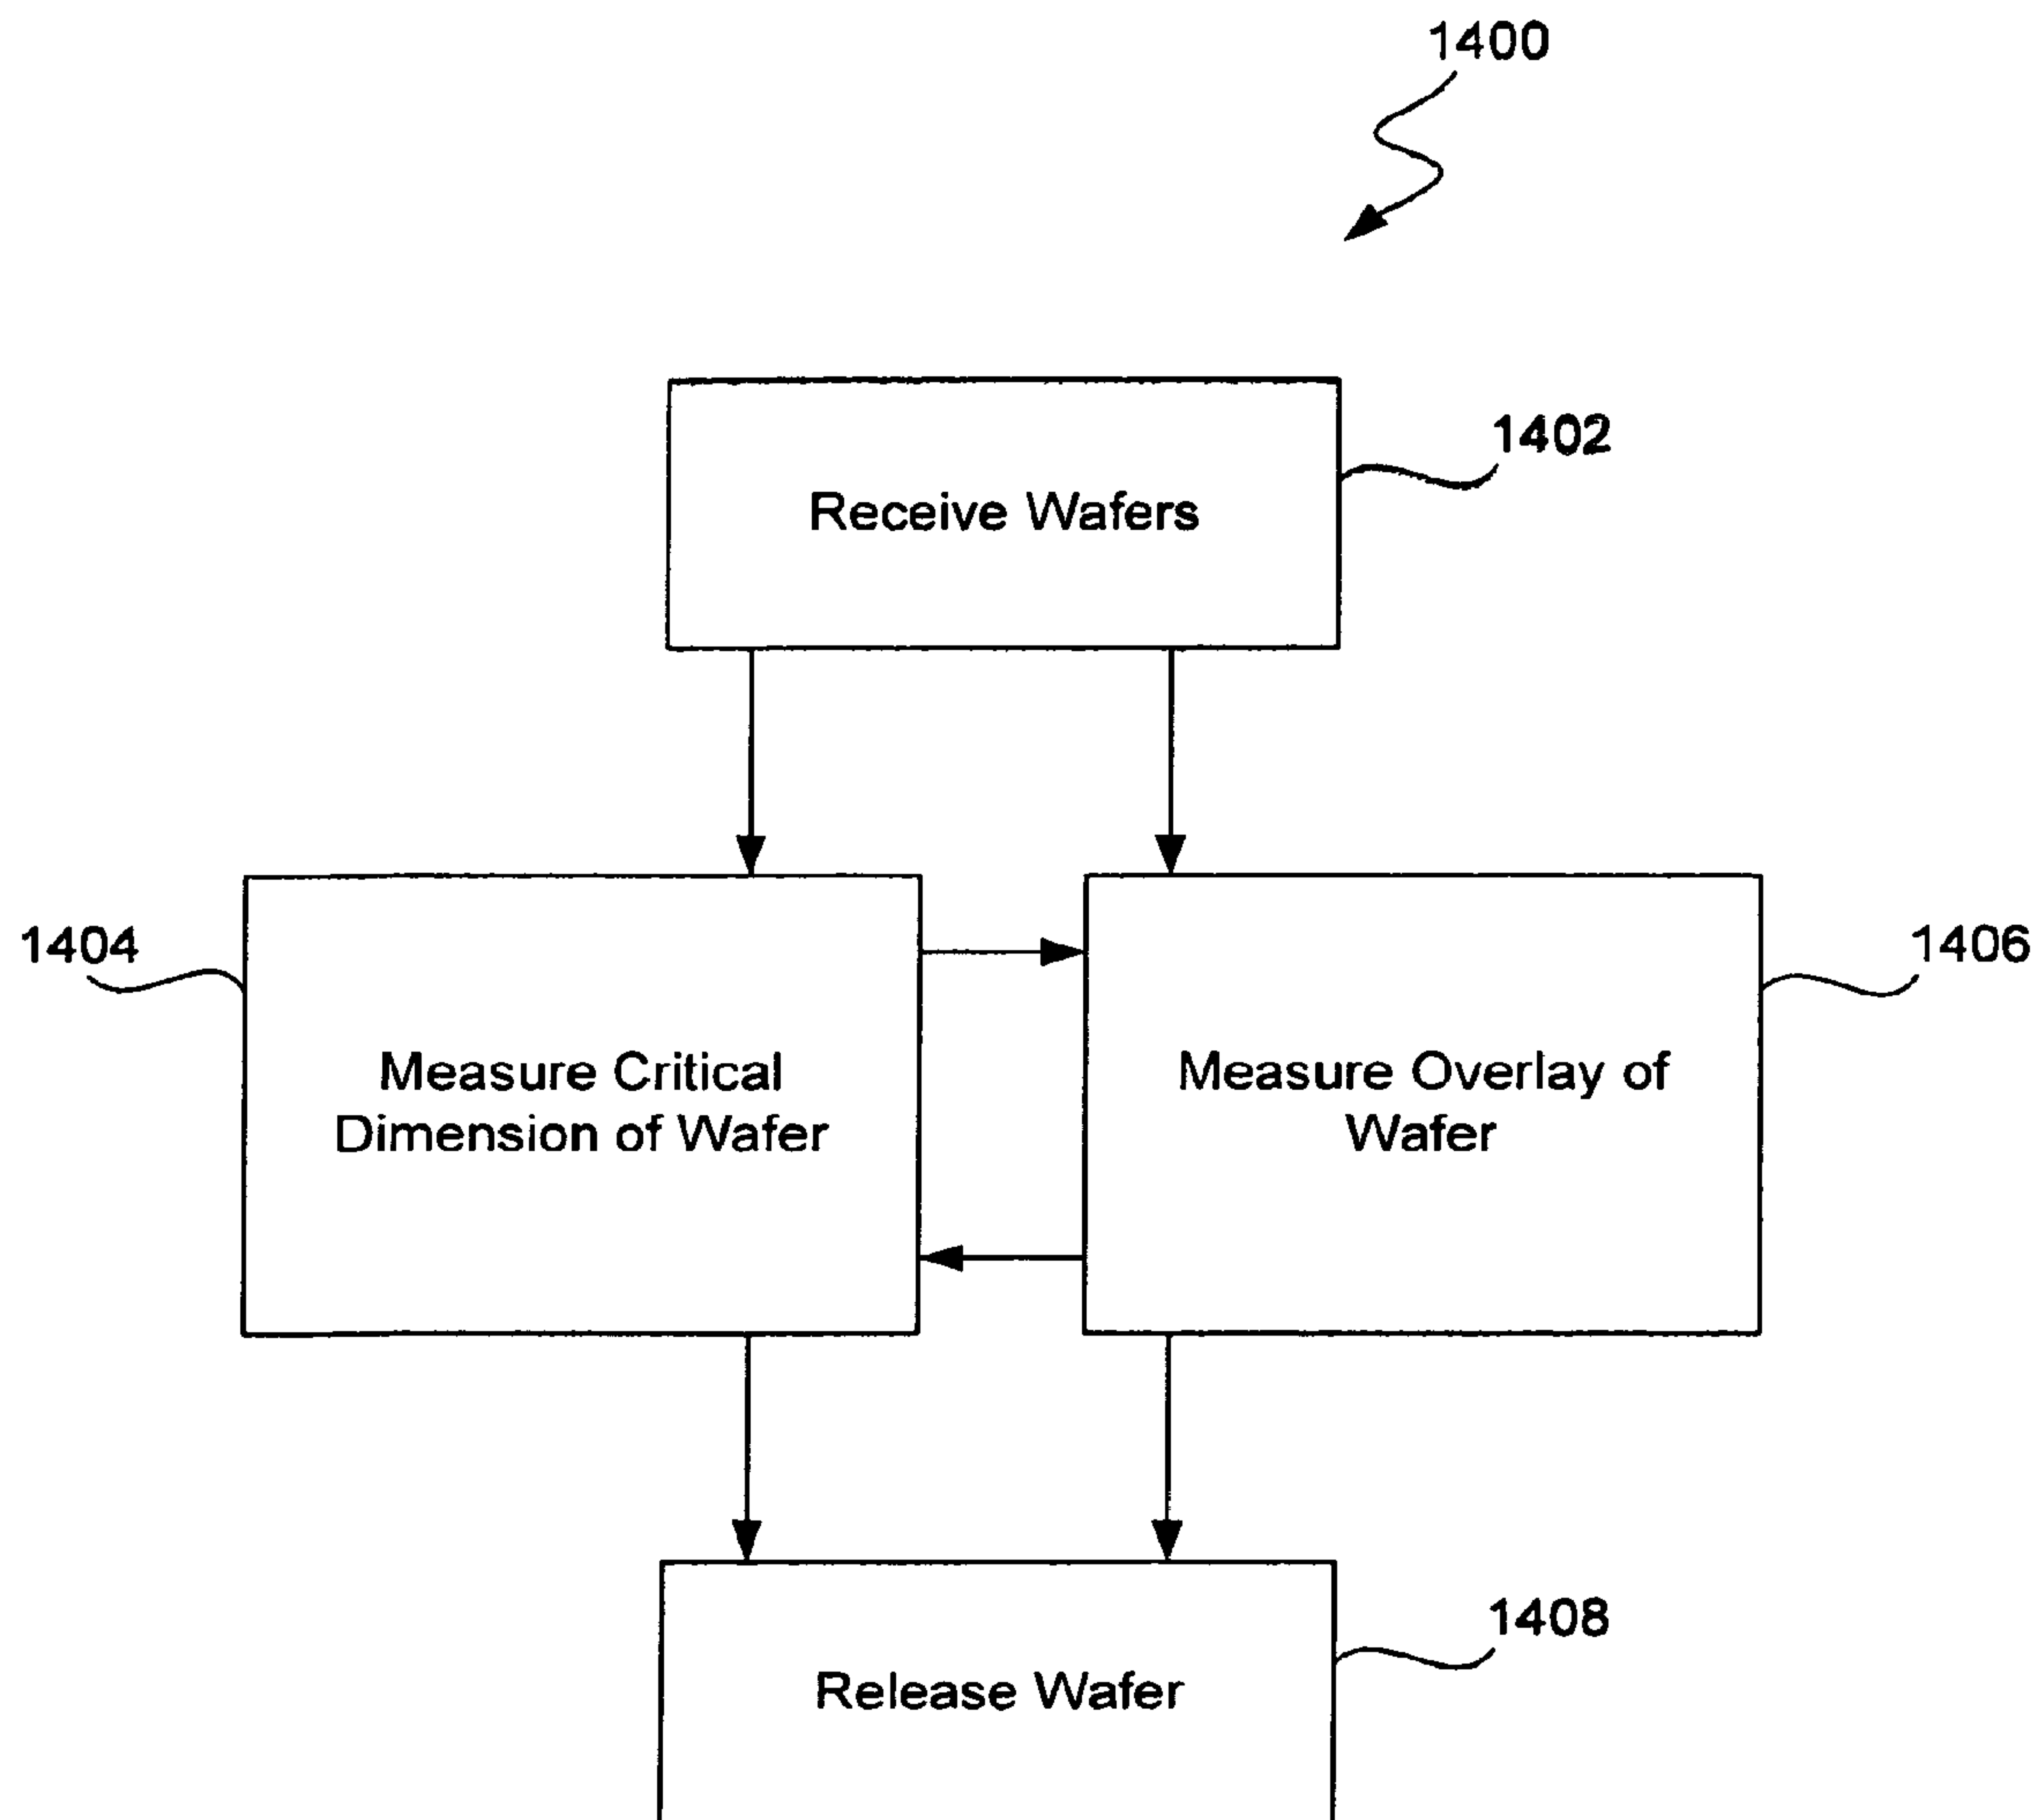 1400
1402
Receive Wafers
1404
1406
Measure Critical
Dimension of Wafer
Measure Overlay of
Wafer
1408
Release Wafer